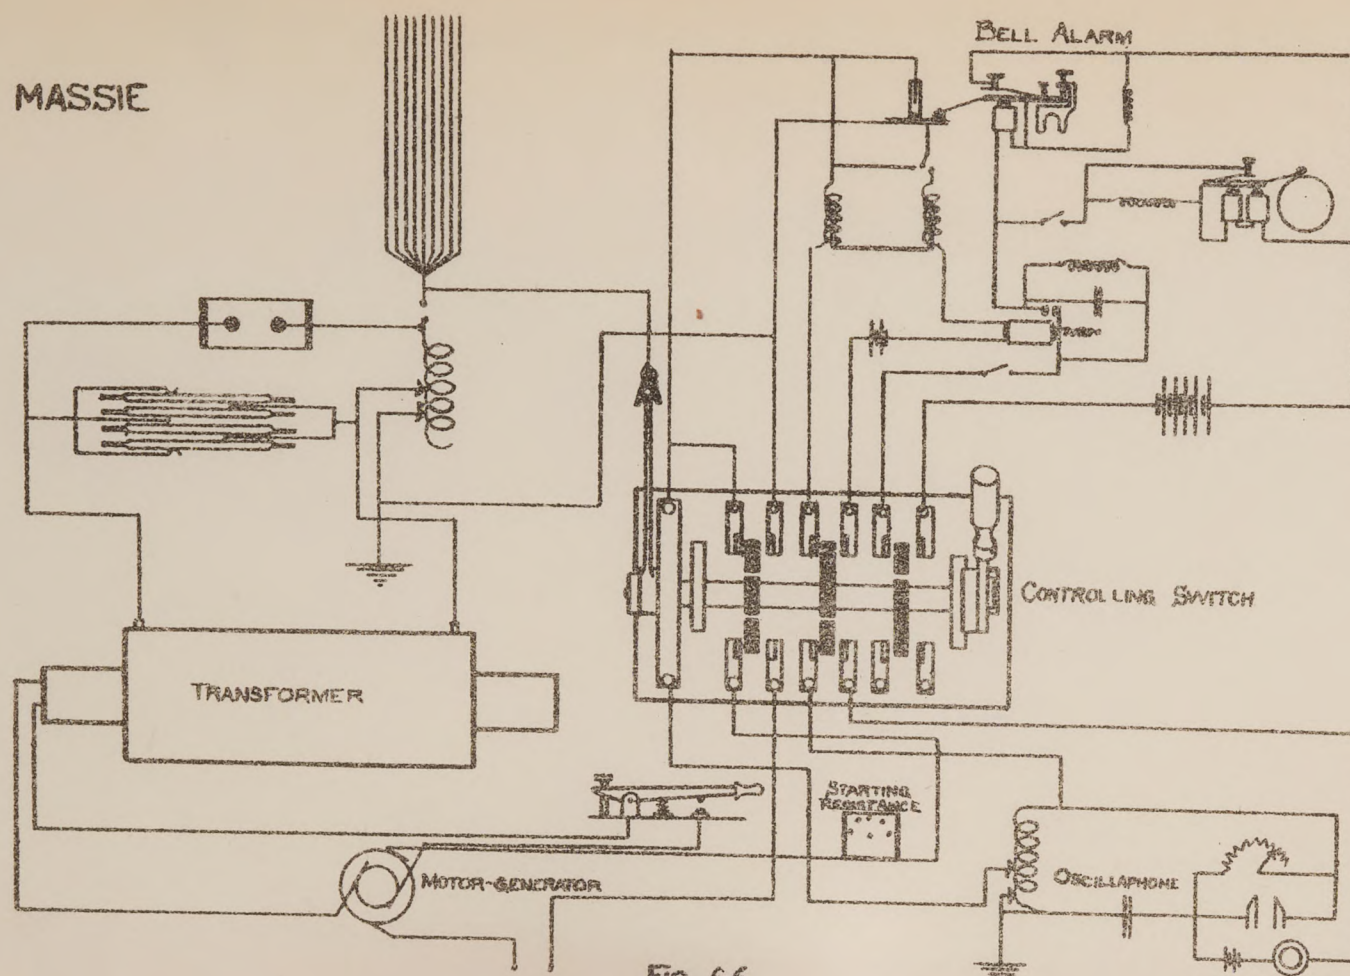 MASSIE
BELL ALARM
CONTROLLING SWITCH
TRANSFORMER
STARTING
RESISTANCE
MOTOR-GENERATOR
OSCILLAPHONE